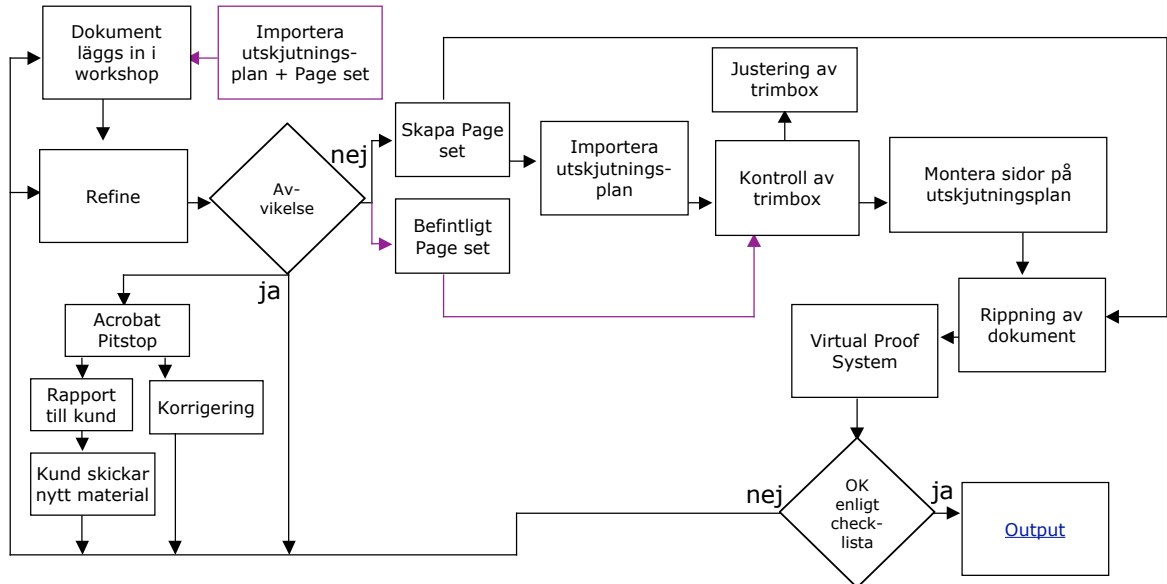 Dokument
läggs in i
workshop
Importera
utskjutnings-
plan + Page set
Refine
Av-
vikelse
nej
ja
Skapa Page
set
Befintligt
Page set
Importera
utskjutnings-
plan
Justering av
trimbox
Kontroll av
trimbox
Montera sidor på
utskjutningsplan
Rippning av
dokument
Virtual Proof
System
Acrobat
Pitstop
Rapport
till kund
Korrigering
Kund skickar
nytt material
nej
OK
enligt
check-
lista
ja
Output